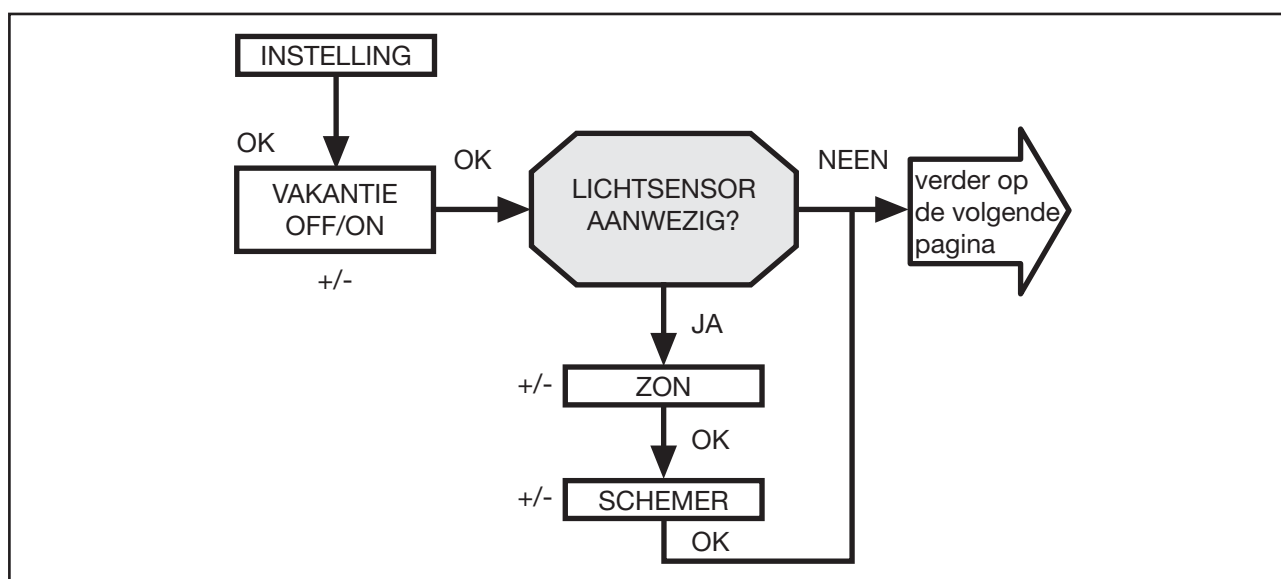 INSTELLING
OK
VAKANTIE
OFF/ON
+/-
OK
LICHTSENSOR
AANWEZIG?
NEEN
verder op
de volgende
pagina
JA
+/-
ZON
OK
+/-
SCHEMER
OK